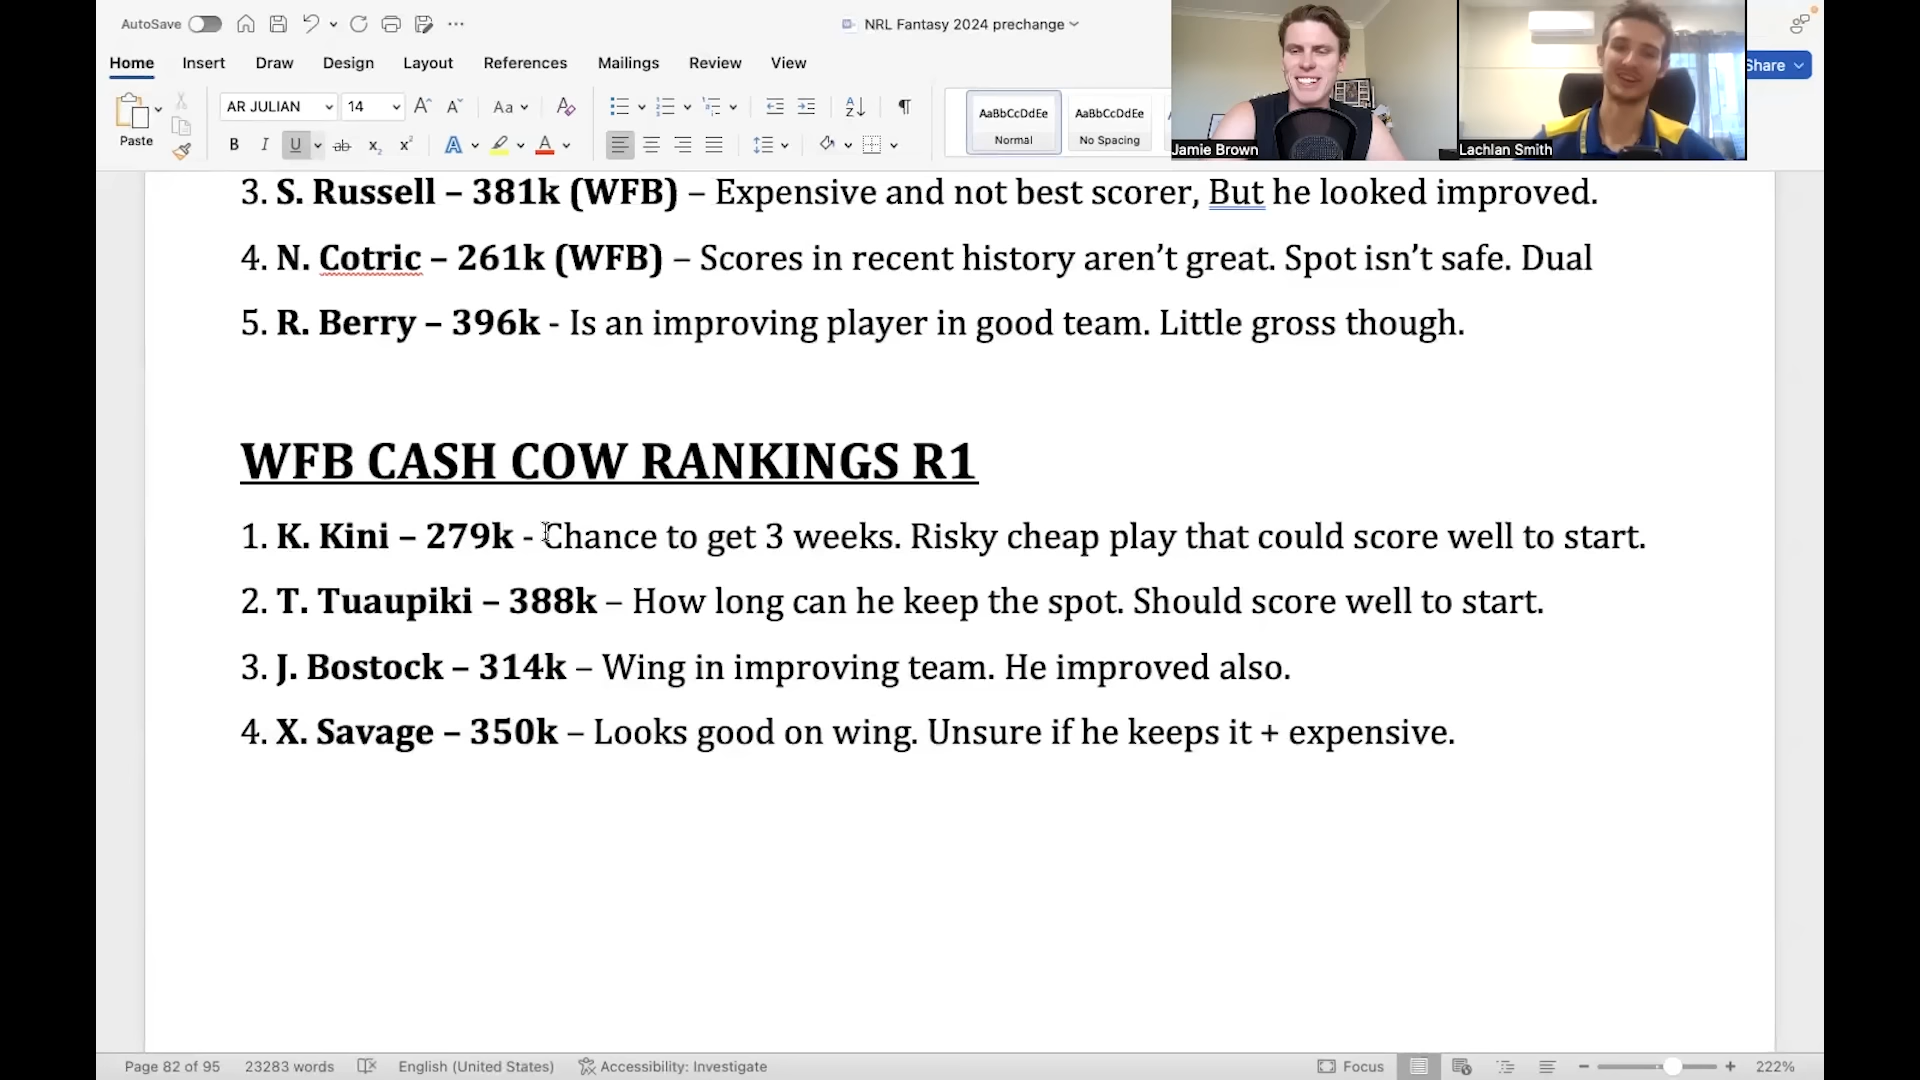 AutoSave
NRL Fantasy 2024 prechange
Home Insert Draw Design Layout References Mailings Review View
Share
Paste
AR JULIAN 14 A A Aa A
AaBbCcDdEe
Normal
AaBbCcDdEe
No Spacing
B I U ab x₂ x² A A
Jamie Brown
Lachlan Smith
3. S. Russell – 381k (WFB) – Expensive and not best scorer, But he looked improved.
4. N. Cotric – 261k (WFB) – Scores in recent history aren’t great. Spot isn’t safe. Dual
5. R. Berry – 396k - Is an improving player in good team. Little gross though.
WFB CASH COW RANKINGS R1
1. K. Kini – 279k - Chance to get 3 weeks. Risky cheap play that could score well to start.
2. T. Tuaupiki – 388k – How long can he keep the spot. Should score well to start.
3. J. Bostock – 314k – Wing in improving team. He improved also.
4. X. Savage – 350k – Looks good on wing. Unsure if he keeps it + expensive.
Page 82 of 95 23283 words English (United States) Accessibility: Investigate Focus 222%